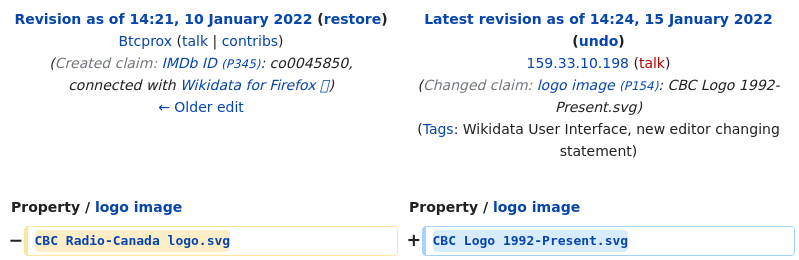 Revision as of 14:21, 10 January 2022 (restore)
Btcprox (talk | contribs)
(Created claim: IMDb ID (P345): co0045850,
connected with Wikidata for Firefox)
← Older edit
Latest revision as of 14:24, 15 January 2022
(undo)
159.33.10.198 (talk)
(Changed claim: logo image (P154): CBC Logo 1992-
Present.svg)
(Tags: Wikidata User Interface, new editor changing
statement)
Property / logo image
− CBC Radio-Canada logo.svg
Property / logo image
+ CBC Logo 1992-Present.svg